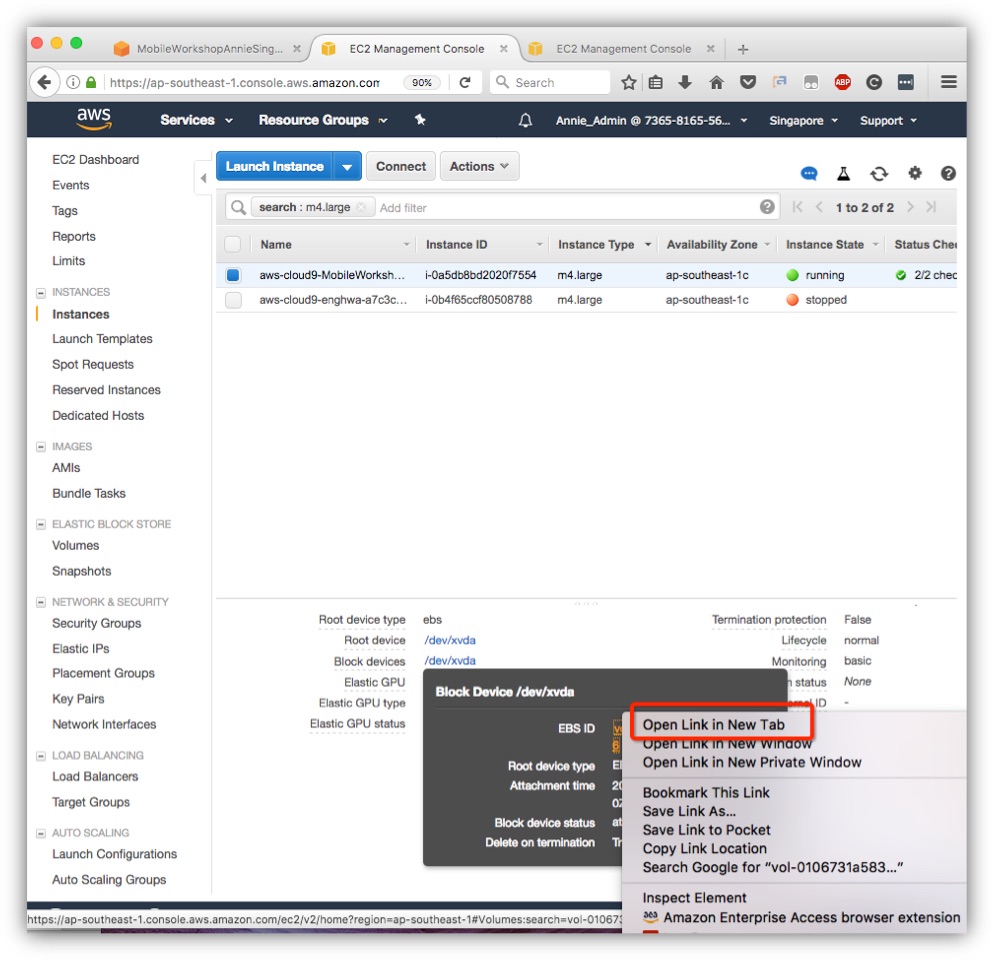 MobileWorkshopAnnieSing... × EC2 Management Console × EC2 Management Console × +
https://ap-southeast-1.console.aws.amazon.com 90% Search ABP
aws Services Resource Groups Annie_Admin @ 7365-8165-56... Singapore Support
EC2 Dashboard
Events
Tags
Reports
Limits
INSTANCES
Instances
Launch Templates
Spot Requests
Reserved Instances
Dedicated Hosts
IMAGES
AMIs
Bundle Tasks
ELASTIC BLOCK STORE
Volumes
Snapshots
NETWORK & SECURITY
Security Groups
Elastic IPs
Placement Groups
Key Pairs
Network Interfaces
LOAD BALANCING
Load Balancers
Target Groups
AUTO SCALING
Launch Configurations
Auto Scaling Groups
Launch Instance Connect Actions
search : m4.large Add filter 1 to 2 of 2
Name Instance ID Instance Type Availability Zone Instance State Status Chec
aws-cloud9-MobileWorksh... i-0a5db8bd2020f7554 m4.large ap-southeast-1c running 2/2 chec
aws-cloud9-enghwa-a7c3c... i-0b4f65ccf80508788 m4.large ap-southeast-1c stopped
Root device type ebs Termination protection False
Root device /dev/xvda Lifecycle normal
Block devices /dev/xvda Monitoring basic
Elastic GPU status None
Elastic GPU type ID -
Elastic GPU status
Block Device /dev/xvda
EBS ID
Root device type
Attachment time 20
02
Block device status at
Delete on termination Tr
Open Link in New Tab
Open Link in New Window
Open Link in New Private Window
Bookmark This Link
Save Link As...
Save Link to Pocket
Copy Link Location
Search Google for “vol-0106731a583...”
Inspect Element
aea Amazon Enterprise Access browser extension
https://ap-southeast-1.console.aws.amazon.com/ec2/v2/home?region=ap-southeast-1#Volumes:search=vol-01067